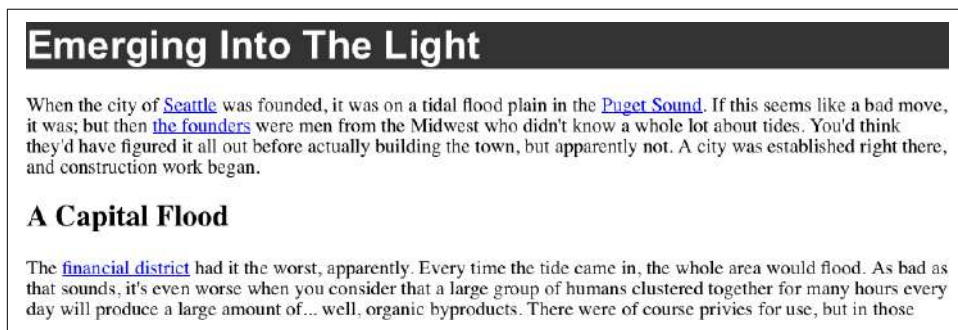 Emerging Into The Light
When the city of Seattle was founded, it was on a tidal flood plain in the Puget Sound. If this seems like a bad move,
it was; but then the founders were men from the Midwest who didn't know a whole lot about tides. You'd think
they'd have figured it all out before actually building the town, but apparently not. A city was established right there,
and construction work began.
A Capital Flood
The financial district had it the worst, apparently. Every time the tide came in, the whole area would flood. As bad as
that sounds, it's even worse when you consider that a large group of humans clustered together for many hours every
day will produce a large amount of... well, organic byproducts. There were of course privies for use, but in those